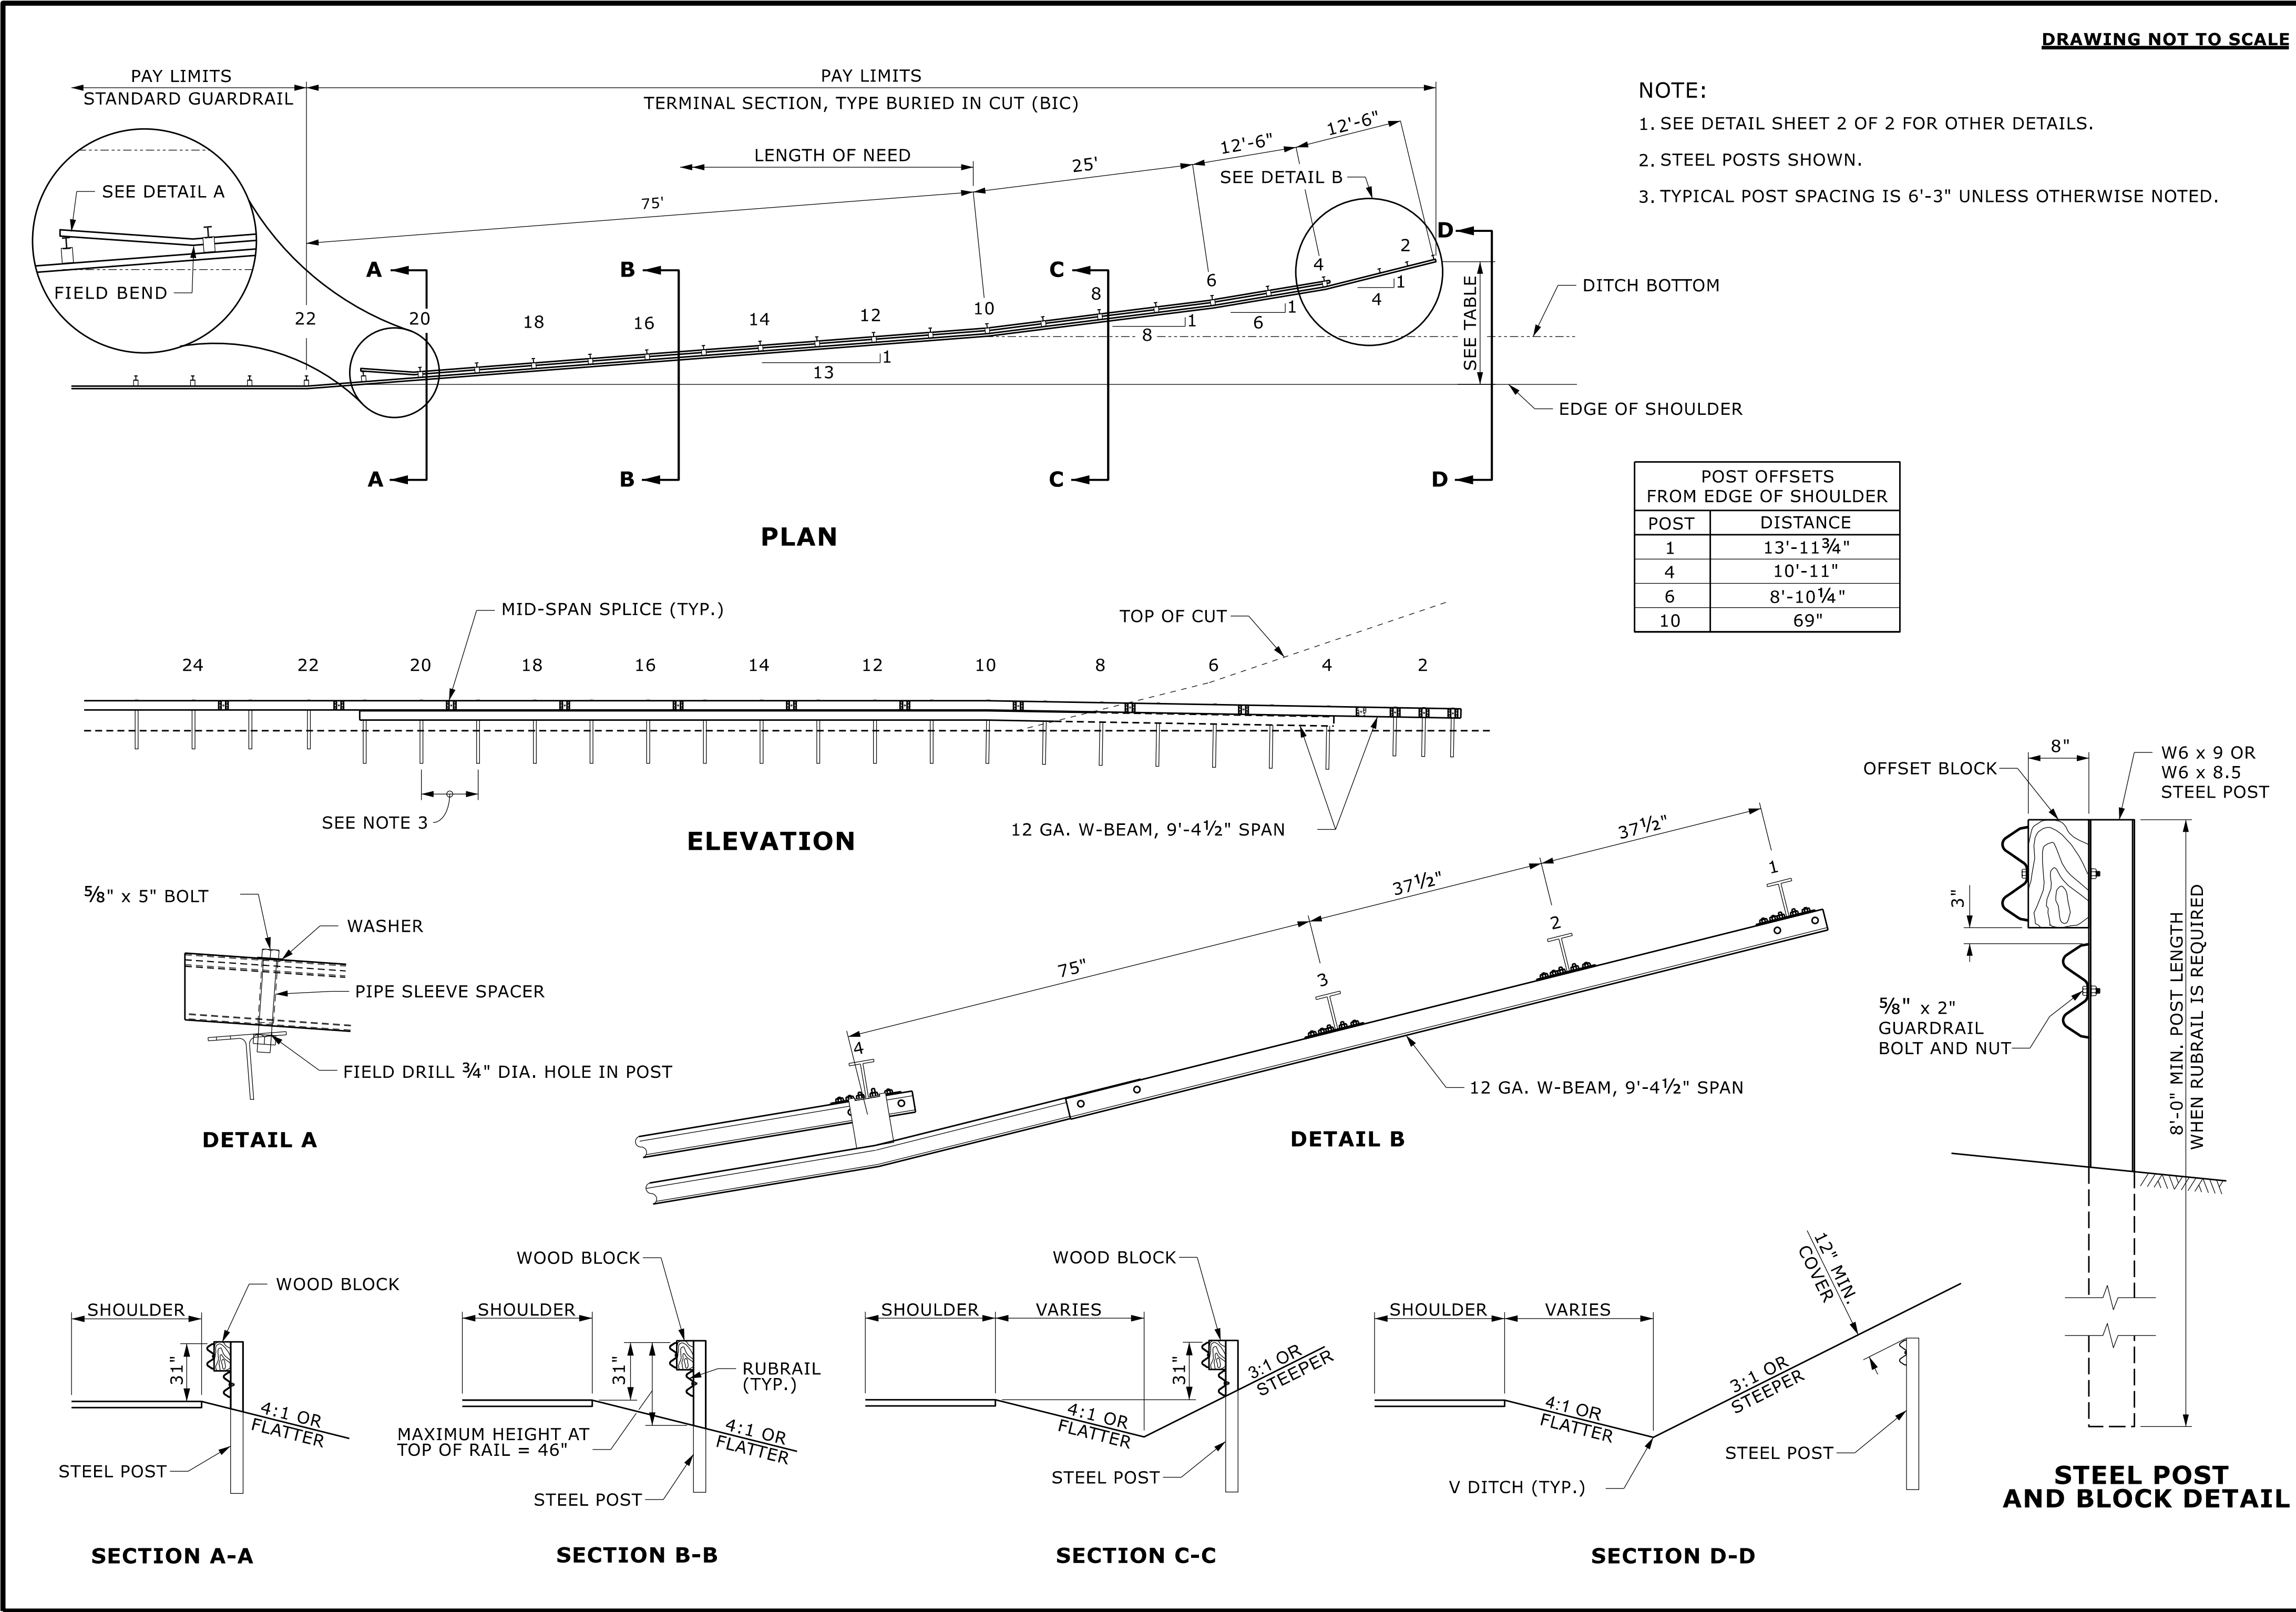 DRAWING NOT TO SCALE
PAY LIMITS
STANDARD GUARDRAIL
PAY LIMITS
TERMINAL SECTION, TYPE BURIED IN CUT (BIC)
LENGTH OF NEED
75'
25'
12'-6"
12'-6"
SEE DETAIL B
SEE DETAIL A
FIELD BEND
NOTE:
1. SEE DETAIL SHEET 2 OF 2 FOR OTHER DETAILS.
2. STEEL POSTS SHOWN.
3. TYPICAL POST SPACING IS 6'-3" UNLESS OTHERWISE NOTED.
A
B
C
D
22
20
18
16
14
12
10
8
6
4
2
1
13
1
8
1
6
1
4
SEE TABLE
DITCH BOTTOM
EDGE OF SHOULDER
A
B
C
D
PLAN
POST OFFSETS
FROM EDGE OF SHOULDER
POST DISTANCE
1 13'-11¾"
4 10'-11"
6 8'-10¼"
10 69"
MID-SPAN SPLICE (TYP.)
TOP OF CUT
24 22 20 18 16 14 12 10 8 6 4 2
SEE NOTE 3
ELEVATION
12 GA. W-BEAM, 9'-4½" SPAN
⅝" x 5" BOLT
WASHER
PIPE SLEEVE SPACER
FIELD DRILL ¾" DIA. HOLE IN POST
DETAIL A
75"
37½"
37½"
4
3
2
1
12 GA. W-BEAM, 9'-4½" SPAN
DETAIL B
8"
OFFSET BLOCK
W6 x 9 OR
W6 x 8.5
STEEL POST
3"
⅝" x 2"
GUARDRAIL
BOLT AND NUT
8'-0" MIN. POST LENGTH
WHEN RUBRAIL IS REQUIRED
STEEL POST
AND BLOCK DETAIL
WOOD BLOCK
SHOULDER
31"
4:1 OR
FLATTER
STEEL POST
SECTION A-A
WOOD BLOCK
SHOULDER
31"
RUBRAIL
(TYP.)
MAXIMUM HEIGHT AT
TOP OF RAIL = 46"
4:1 OR
FLATTER
STEEL POST
SECTION B-B
WOOD BLOCK
SHOULDER
VARIES
31"
3:1 OR
STEEPER
4:1 OR
FLATTER
STEEL POST
SECTION C-C
SHOULDER
VARIES
12" MIN.
COVER
3:1 OR
STEEPER
4:1 OR
FLATTER
STEEL POST
V DITCH (TYP.)
SECTION D-D